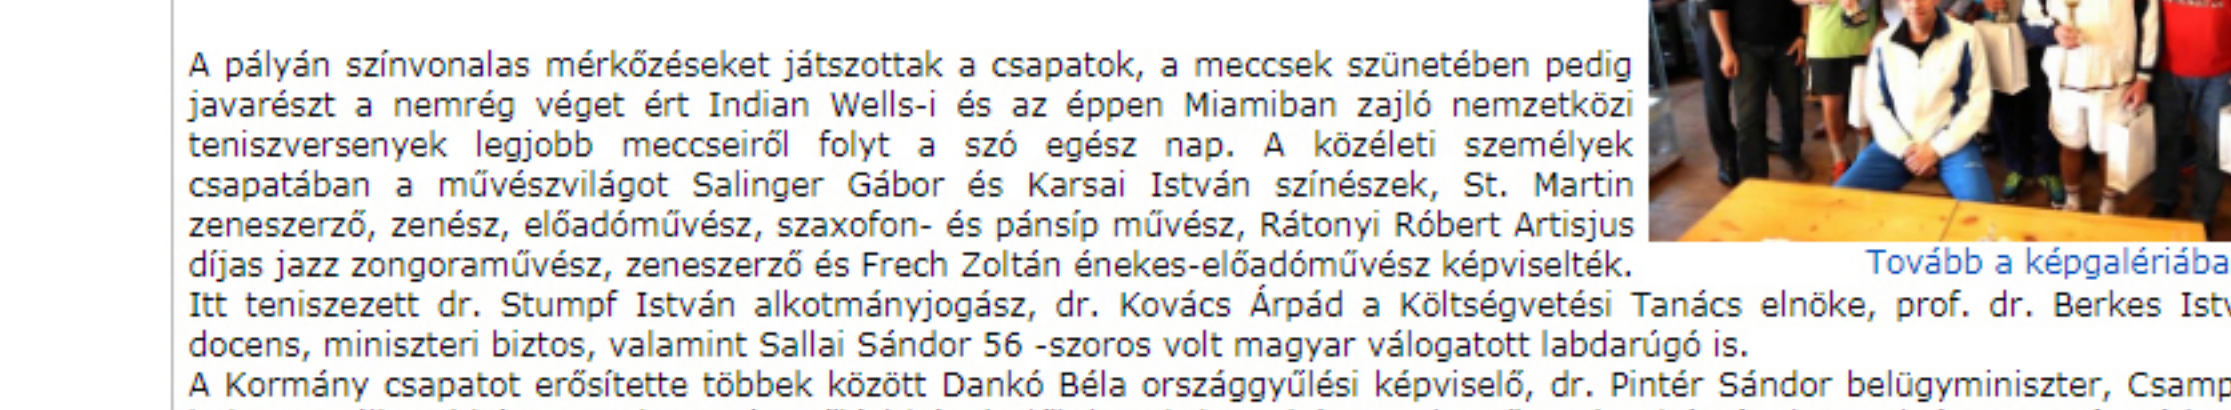 A pályán színvonalas mérkőzéseket játszottak a csapatok, a meccsek szünetében pedig
javarészt a nemrég véget ért Indian Wells-i és az éppen Miamiban zajló nemzetközi
teniszversenyek legjobb meccseiről folyt a szó egész nap. A közéleti személyek
csapatában a művészvilágot Salinger Gábor és Karsai István színészek, St. Martin
zeneszerző, zenész, előadóművész, szaxofon- és pánsíp művész, Rátonyi Róbert Artisjus
díjas jazz zongoraművész, zeneszerző és Frech Zoltán énekes-előadóművész képviselték.
Tovább a képgalériába
Itt teniszezett dr. Stumpf István alkotmányjogász, dr. Kovács Árpád a Költségvetési Tanács elnöke, prof. dr. Berkes
docens, miniszteri biztos, valamint Sallai Sándor 56 -szoros volt magyar válogatott labdarúgó is.
A Kormány csapatot erősítette többek között Dankó Béla országgyűlési képviselő, dr. Pintér Sándor belügyminiszter,